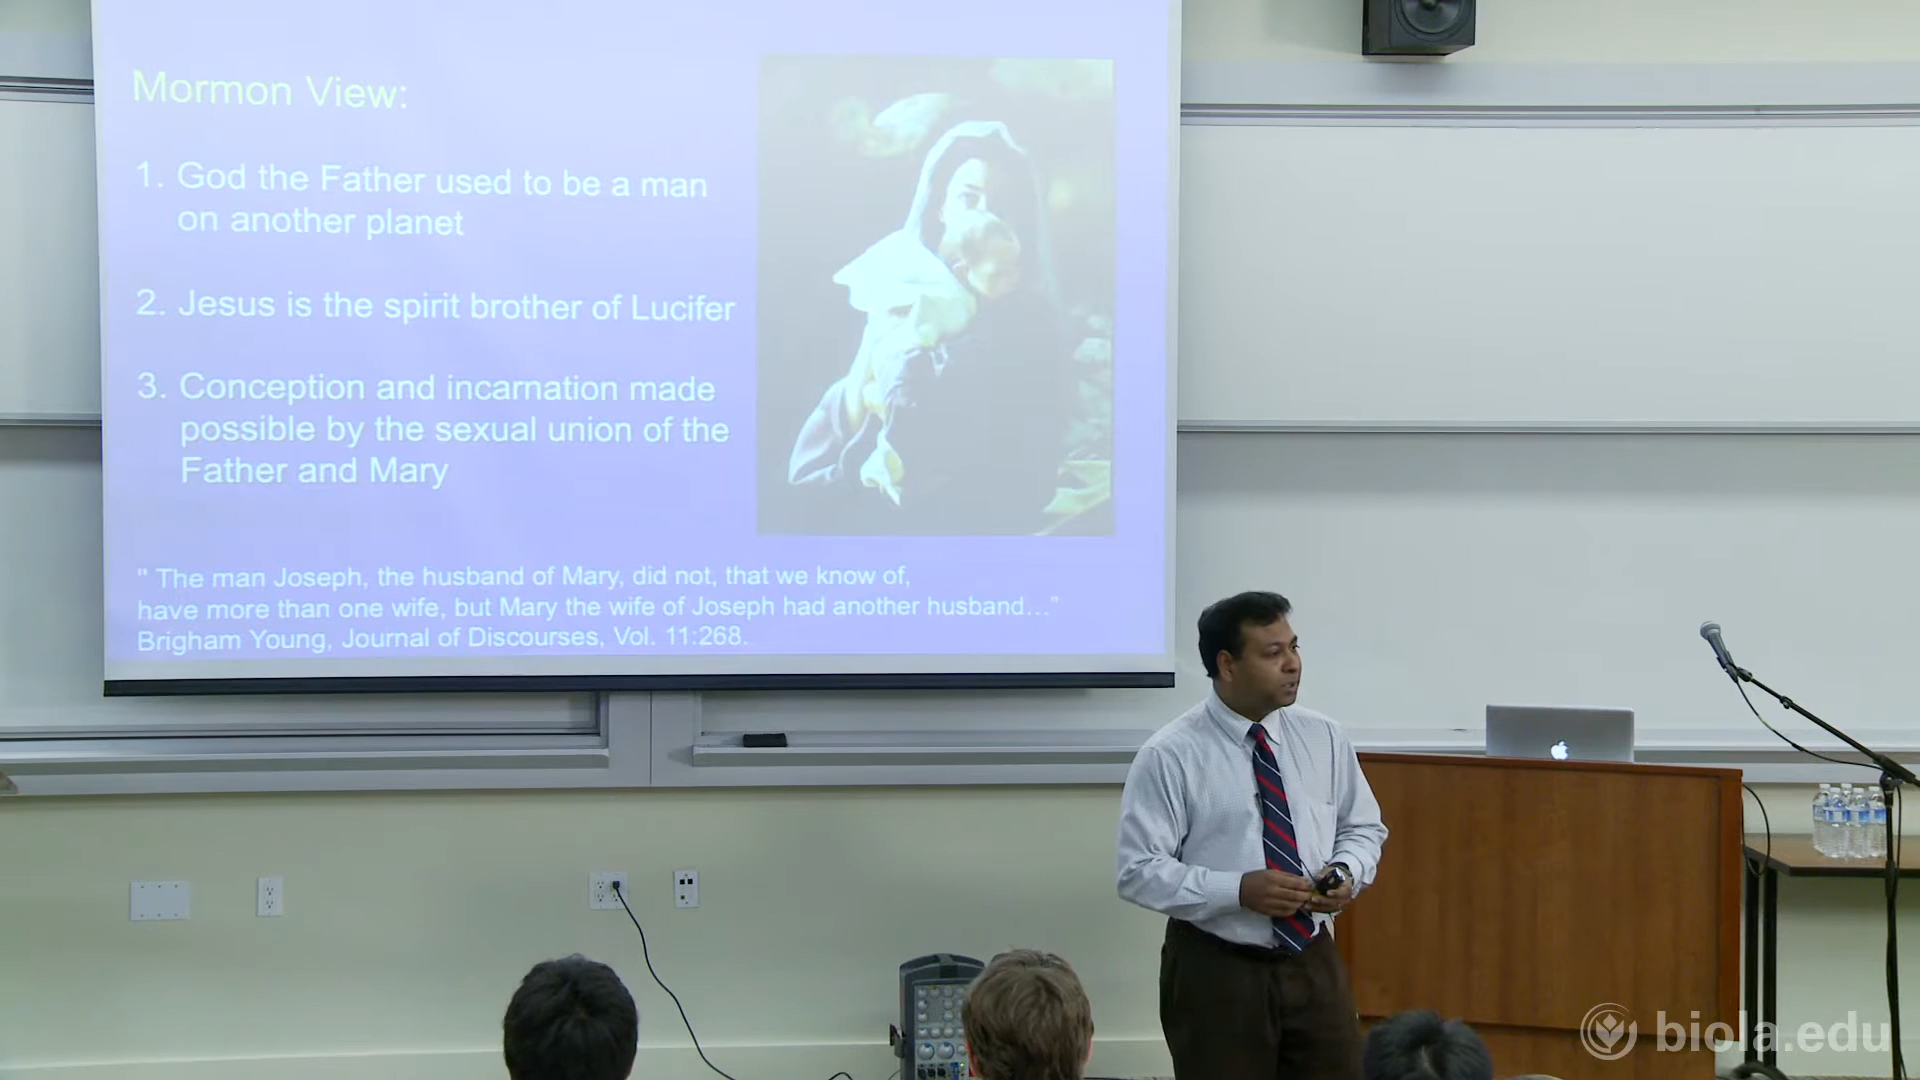 Mormon View:
1. God the Father used to be a man
on another planet
2. Jesus is the spirit brother of Lucifer
3. Conception and incarnation made
possible by the sexual union of the
Father and Mary
" The man Joseph, the husband of Mary, did not, that we know of,
have more than one wife, but Mary the wife of Joseph had another husband…"
Brigham Young, Journal of Discourses, Vol. 11:268.
biola.edu